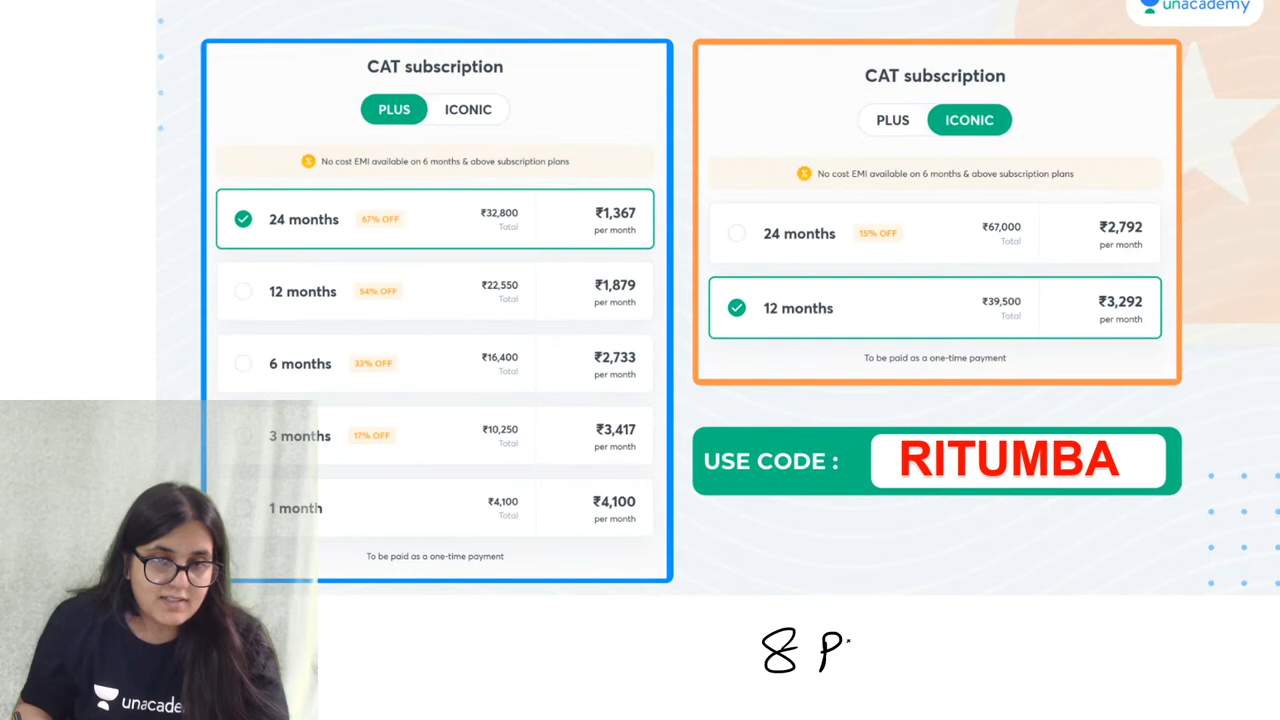 unacademy
CAT subscription
PLUS ICONIC
No cost EMI available on 6 months & above subscription plans
24 months 67% OFF ₹32,800 Total ₹1,367 per month
12 months 54% OFF ₹22,550 Total ₹1,879 per month
6 months 33% OFF ₹16,400 Total ₹2,733 per month
3 months 17% OFF ₹10,250 Total ₹3,417 per month
1 month ₹4,100 Total ₹4,100 per month
To be paid as a one-time payment
CAT subscription
PLUS ICONIC
No cost EMI available on 6 months & above subscription plans
24 months 15% OFF ₹67,000 Total ₹2,792 per month
12 months ₹39,500 Total ₹3,292 per month
To be paid as a one-time payment
USE CODE : RITUMBA
8 P
unacade